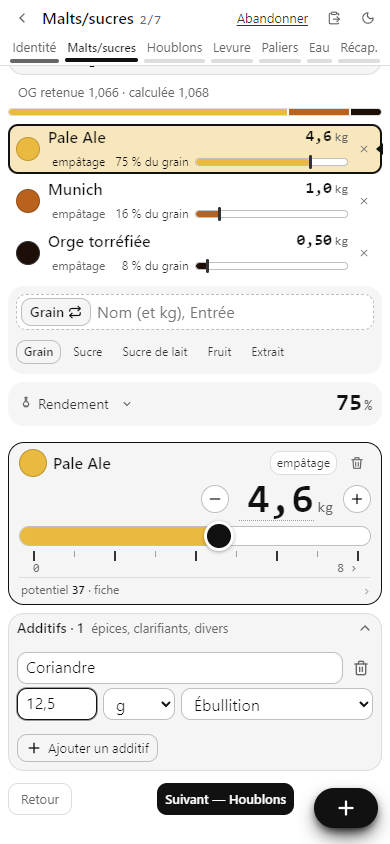 Malts/sucres 2/7 Abandonner
Identité Malts/sucres Houblons Levure Paliers Eau Récap.
OG retenue 1,066 · calculée 1,068
Pale Ale 4,6 kg ×
empâtage 75 % du grain
Munich 1,0 kg ×
empâtage 16 % du grain
Orge torréfiée 0,50 kg ×
empâtage 8 % du grain
Grain Nom (et kg), Entrée
Grain Sucre Sucre de lait Fruit Extrait
Rendement 75 %
Pale Ale empâtage
− 4,6 kg +
0 8 ›
potentiel 37 · fiche ›
Additifs · 1 épices, clarifiants, divers
Coriandre
12,5 g Ébullition
+ Ajouter un additif
Retour Suivant — Houblons +